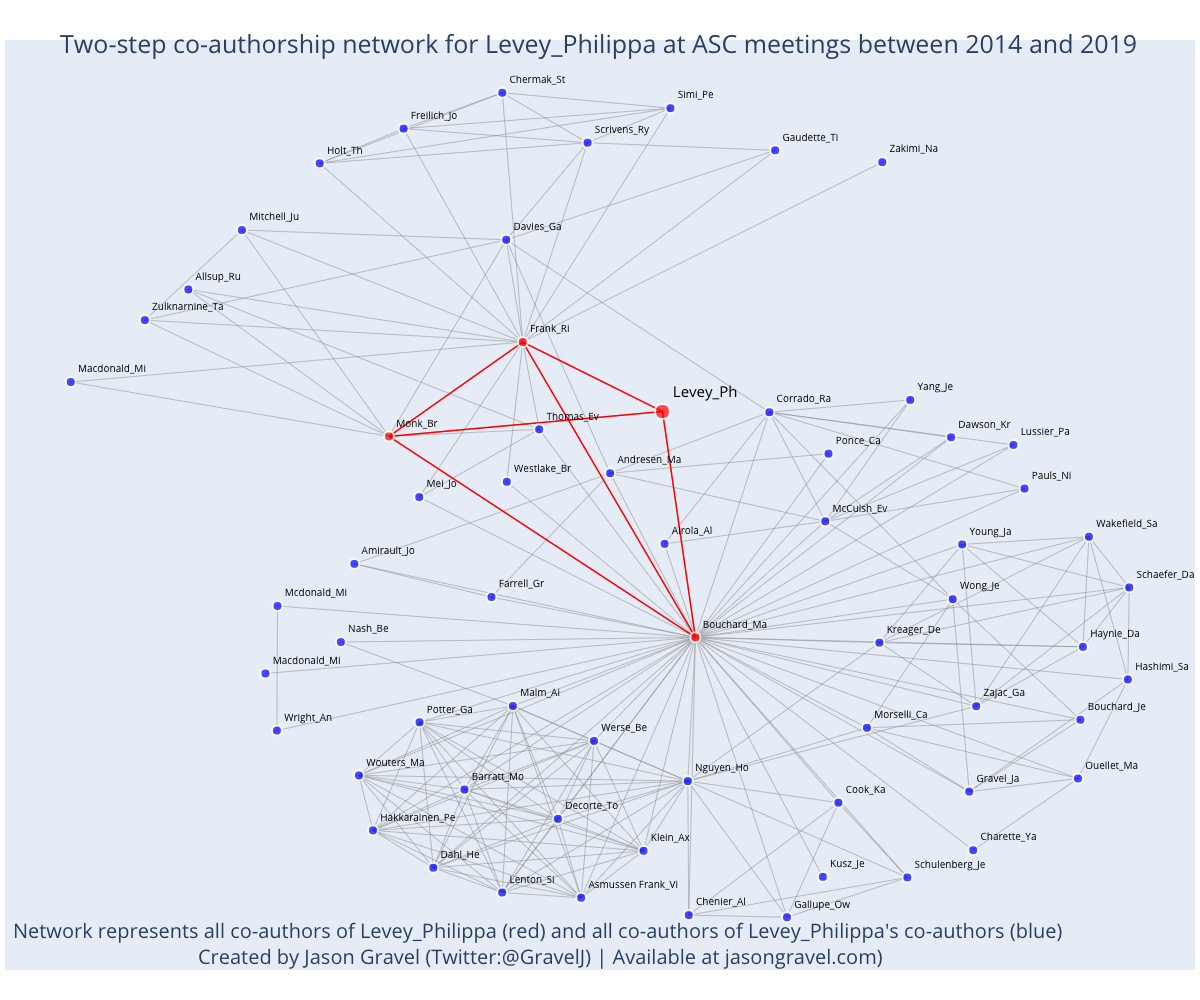 Two-step co-authorship network for Levey_Philippa at ASC meetings between 2014 and 2019
Chermak_St
Simi_Pe
Freilich_Jo
Scrivens_Ry
Gaudette_Ti
Holt_Th
Zakimi_Na
Mitchell_Ju
Davies_Ga
Allsup_Ru
Zulknarnine_Ta
Frank_Ri
Macdonald_Mi
Levey_Ph
Yang_Je
Corrado_Ra
Monk_Br
Thomas_Ev
Dawson_Kr
Lussier_Pa
Ponce_Ca
Andresen_Ma
Westlake_Br
Mei_Jo
Pauls_Ni
McCuish_Ev
Airola_Al
Young_Ja
Wakefield_Sa
Amirault_Jo
Schaefer_Da
Farrell_Gr
Wong_Je
Mcdonald_Mi
Nash_Be
Bouchard_Ma
Kreager_De
Haynie_Da
Macdonald_Mi
Hashimi_Sa
Malm_Ai
Zajac_Ga
Potter_Ga
Bouchard_Je
Wright_An
Werse_Be
Morselli_Ca
Wouters_Ma
Barratt_Mo
Nguyen_Ho
Ouellet_Ma
Gravel_Ja
Cook_Ka
Hakkarainen_Pe
Decorte_To
Klein_Ax
Charette_Ya
Dahl_He
Kusz_Je
Schulenberg_Je
Lenton_Si
Asmussen Frank_Vi
Chenier_Al
Gallupe_Ow
Network represents all co-authors of Levey_Philippa (red) and all co-authors of Levey_Philippa's co-authors (blue)
Created by Jason Gravel (Twitter:@GravelJ) | Available at jasongravel.com)